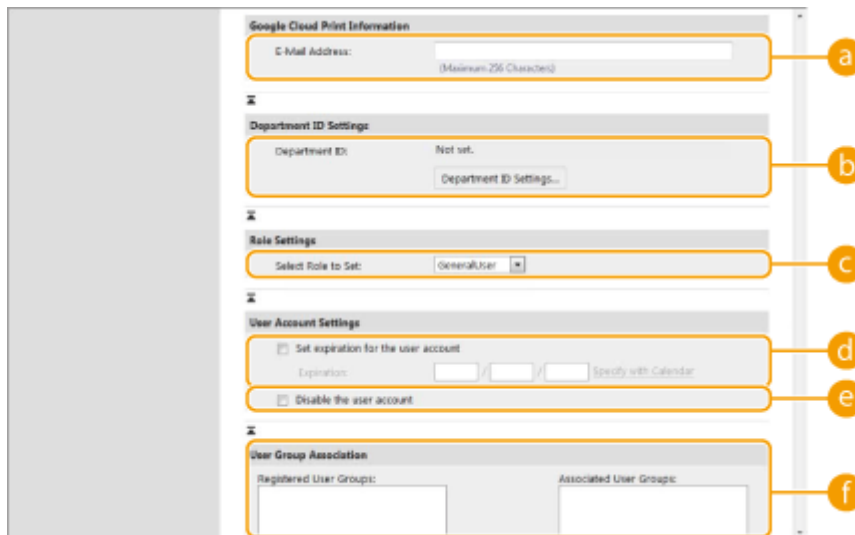 Google Cloud Print Information
E-Mail Address:
(Maximum 256 Characters)
a
Department ID Settings
Department ID: Not set.
Department ID Settings...
b
Role Settings
Select Role to Set: GeneralUser
c
User Account Settings
Set expiration for the user account
d
Expiration: / / Specify with Calendar
Disable the user account
e
User Group Association
Registered User Groups: Associated User Groups:
f